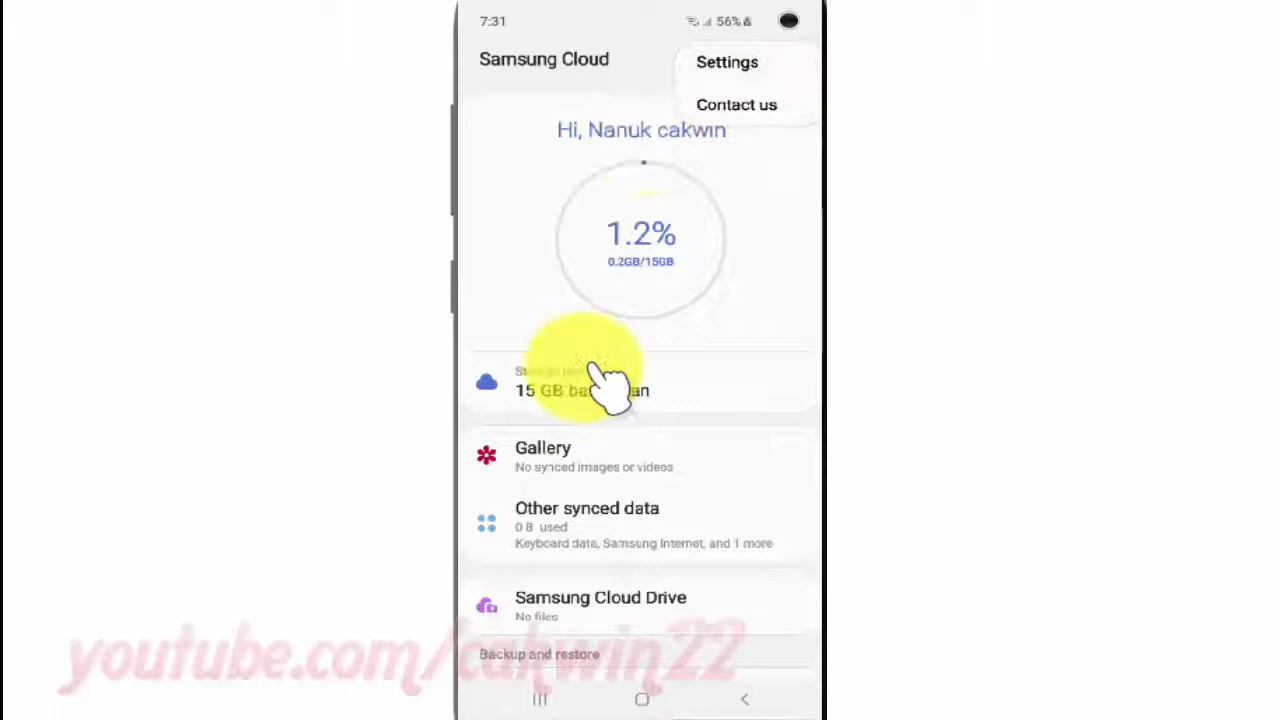 7:31
56%
Samsung Cloud
Settings
Contact us
Hi, Nanuk cakwin
1.2%
0.2GB/15GB
15 GB
Gallery
No synced images or videos
Other synced data
0 B used
Keyboard data, Samsung Internet, and 1 more
Samsung Cloud Drive
No files
youtube.com/cakwin22
Backup and restore